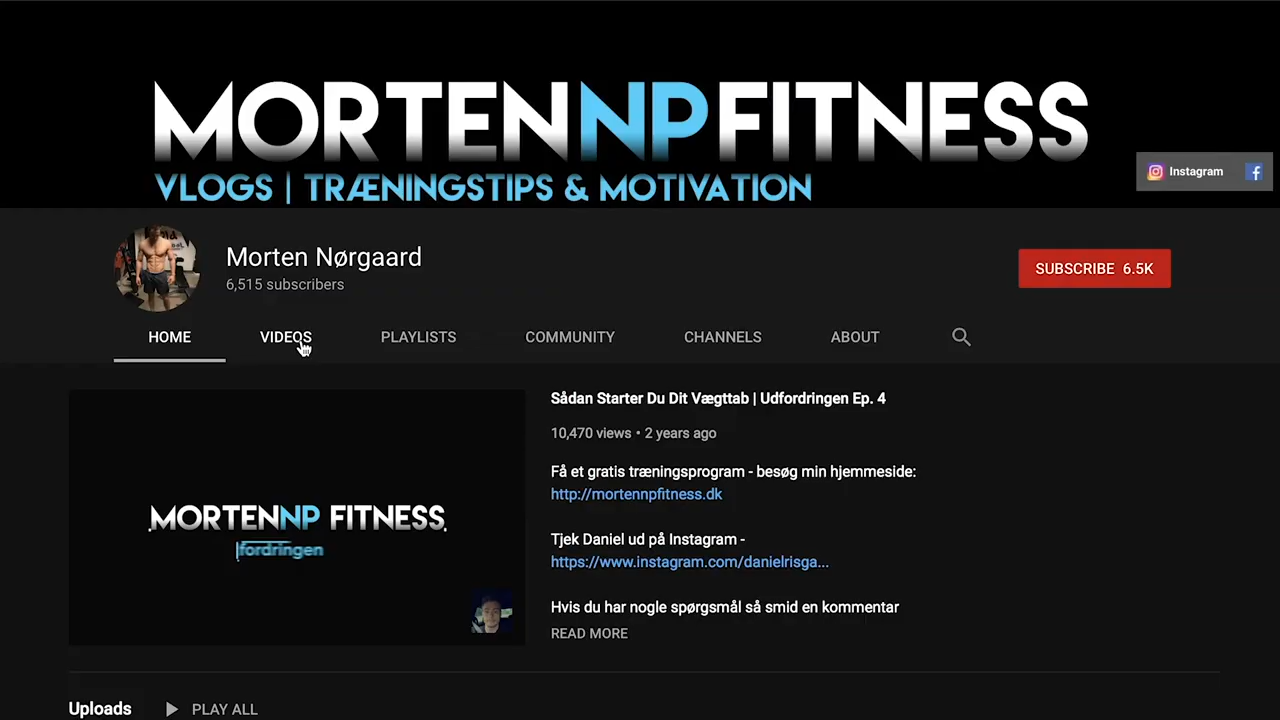 MORTENNPFITNESS
VLOGS | TRÆNINGSTIPS & MOTIVATION
Instagram
Morten Nørgaard
6,515 subscribers
SUBSCRIBE 6.5K
HOME VIDEOS PLAYLISTS COMMUNITY CHANNELS ABOUT
Sådan Starter Du Dit Vægttab | Udfordringen Ep. 4
10,470 views • 2 years ago
Få et gratis træningsprogram - besøg min hjemmeside:
http://mortennpfitness.dk
Tjek Daniel ud på Instagram -
https://www.instagram.com/danielrisga...
Hvis du har nogle spørgsmål så smid en kommentar
READ MORE
MORTENNP FITNESS
fordringen
Uploads PLAY ALL